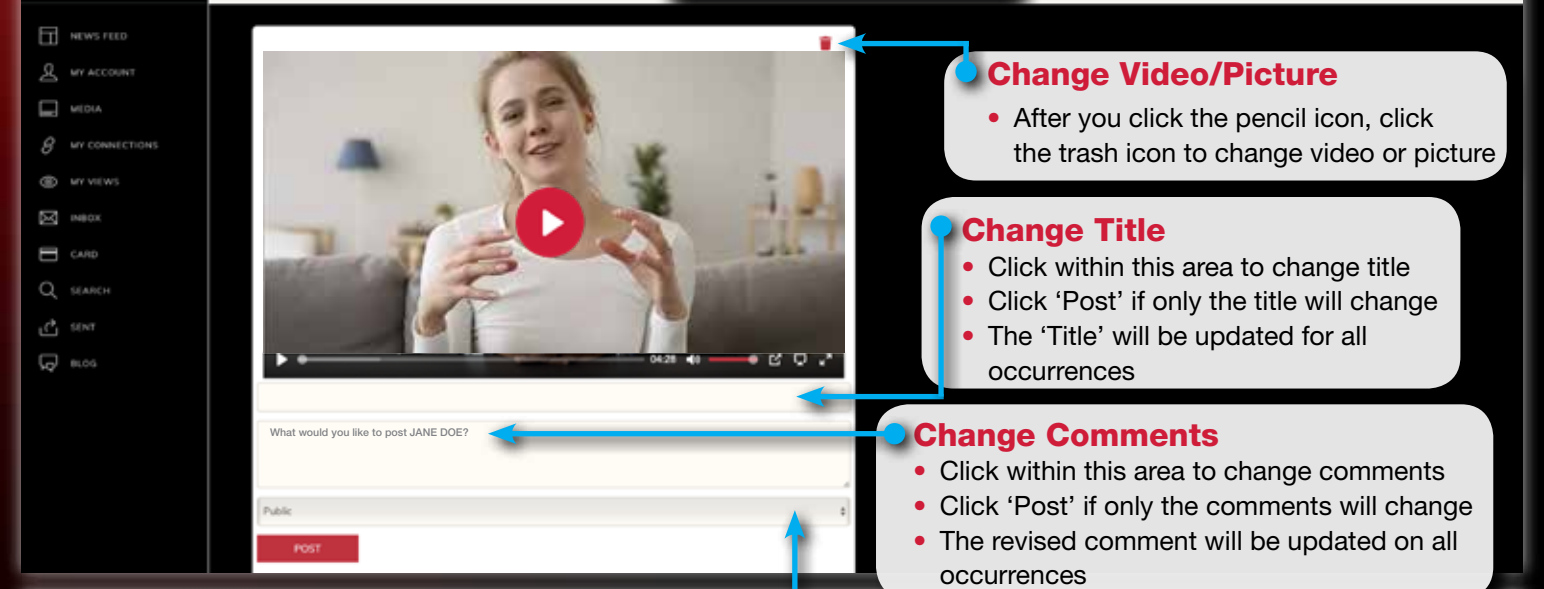 NEWS FEED
MY ACCOUNT
MEDIA
MY CONNECTIONS
MY VIEWS
INBOX
CARD
SEARCH
SENT
BLOG
04:28
What would you like to post JANE DOE?
Public
POST
Change Video/Picture
• After you click the pencil icon, click
the trash icon to change video or picture
Change Title
• Click within this area to change title
• Click ‘Post’ if only the title will change
• The ‘Title’ will be updated for all
occurrences
Change Comments
• Click within this area to change comments
• Click ‘Post’ if only the comments will change
• The revised comment will be updated on all
occurrences